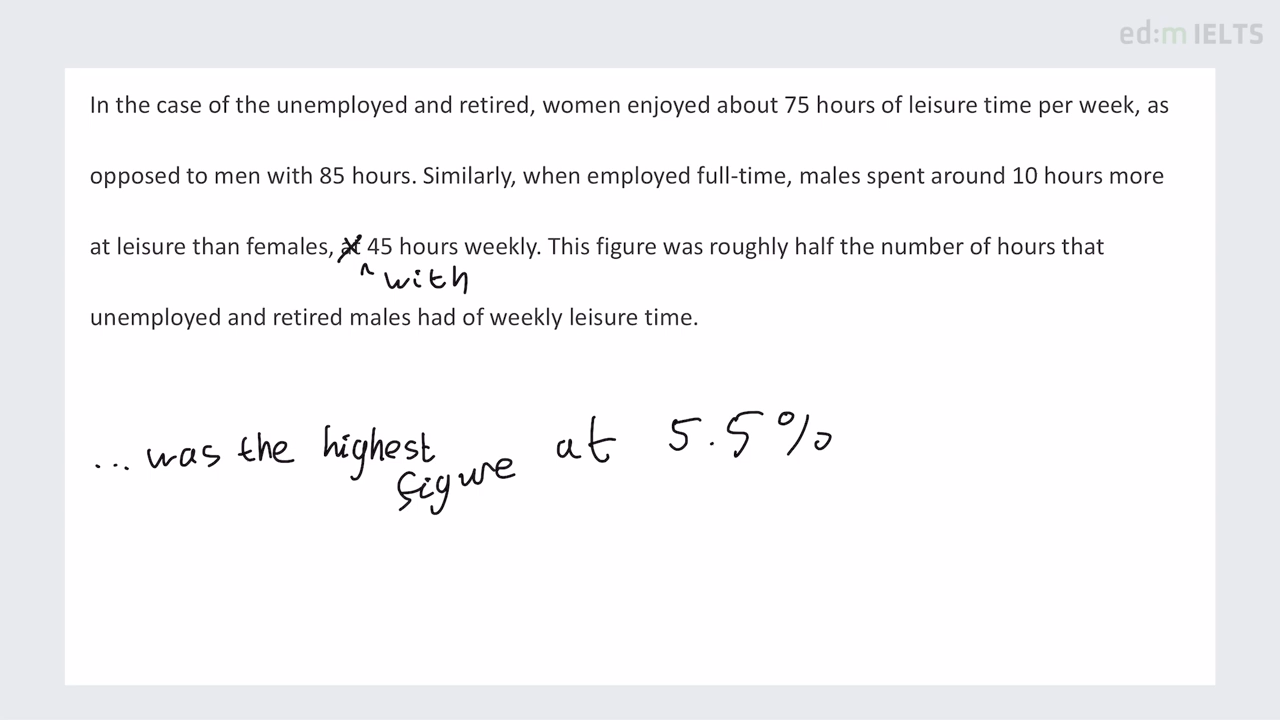 ed:m IELTS
In the case of the unemployed and retired, women enjoyed about 75 hours of leisure time per week, as
opposed to men with 85 hours. Similarly, when employed full-time, males spent around 10 hours more
at leisure than females, at 45 hours weekly. This figure was roughly half the number of hours that
^ with
unemployed and retired males had of weekly leisure time.
... was the highest figure at 5.5%